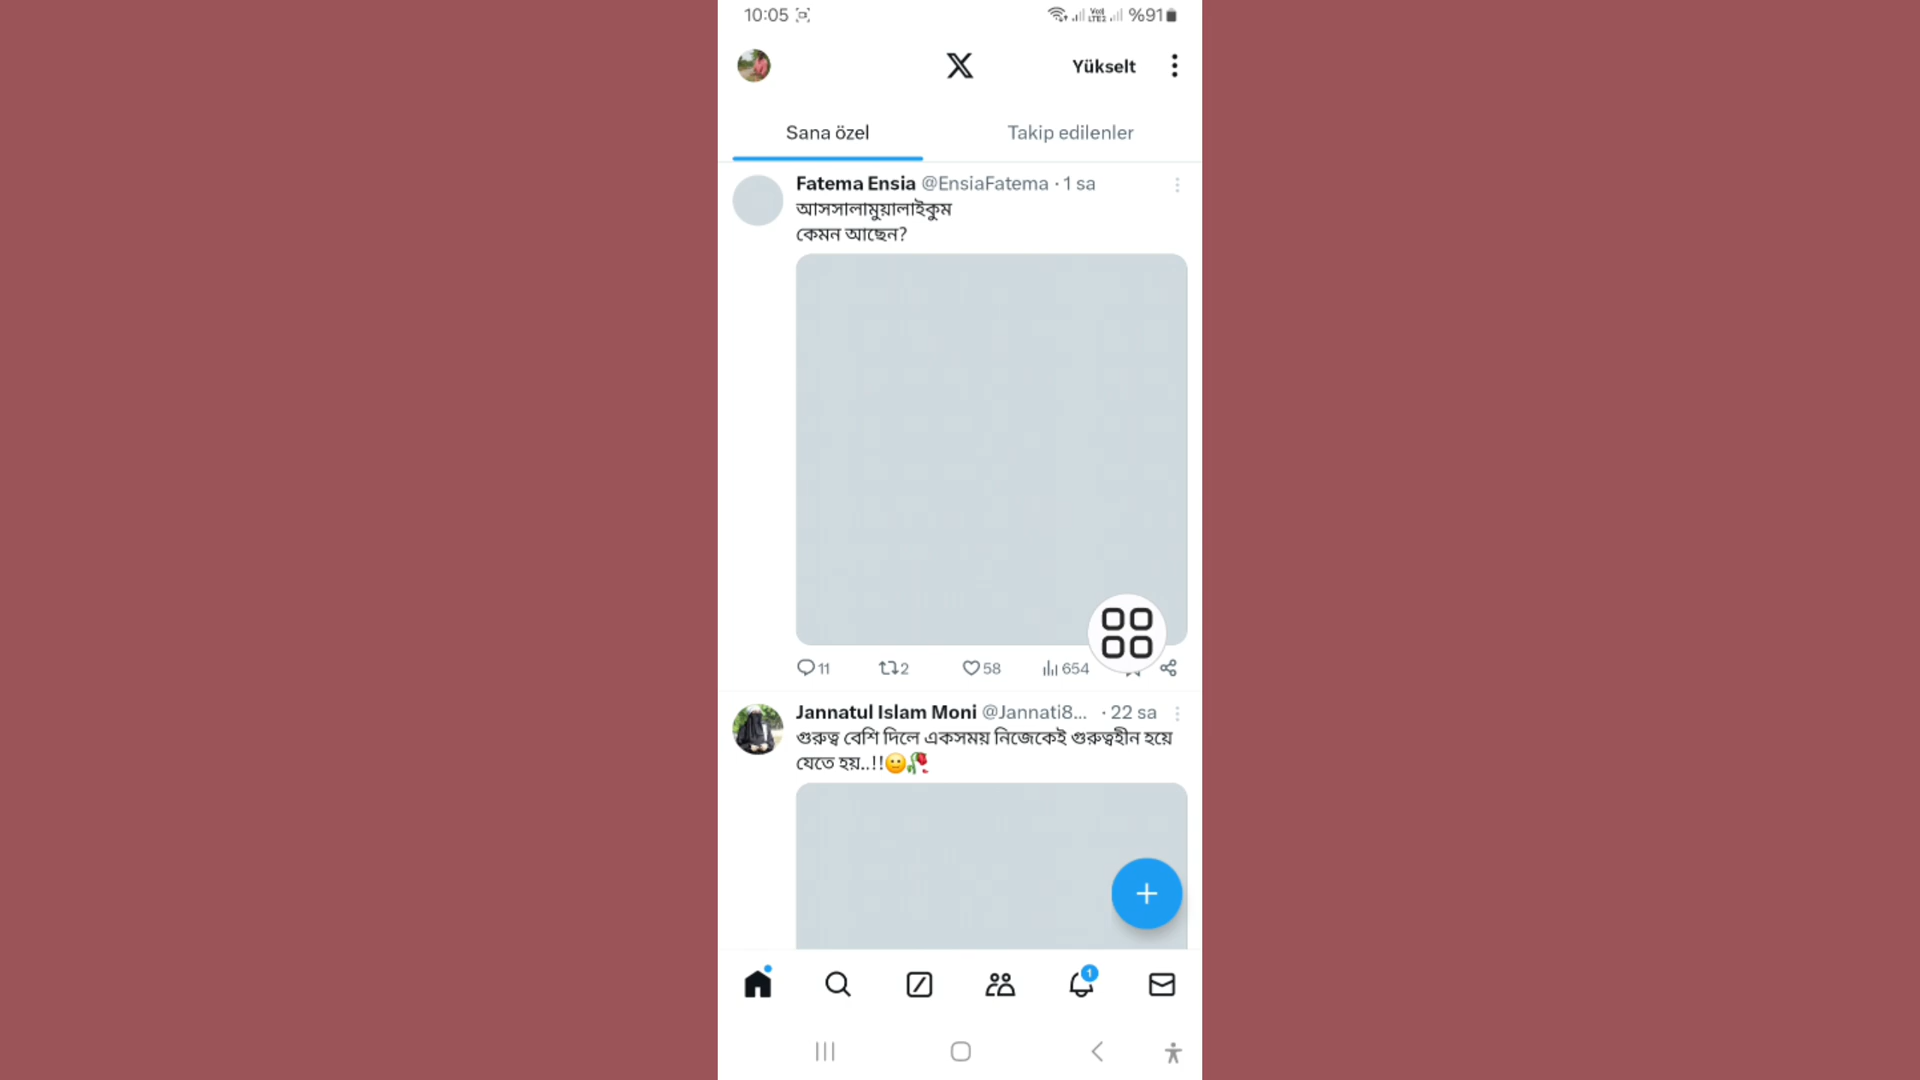 10:05 %91
Yükselt
Sana özel Takip edilenler
Fatema Ensia @EnsiaFatema · 1 sa
আসসালামুয়ালাইকুম
কেমন আছেন?
11 2 58 654
Jannatul Islam Moni @Jannati8... · 22 sa
গুরুত্ব বেশি দিলে একসময় নিজেকেই গুরুত্বহীন হয়ে
যেতে হয়..!!😐🥀
1